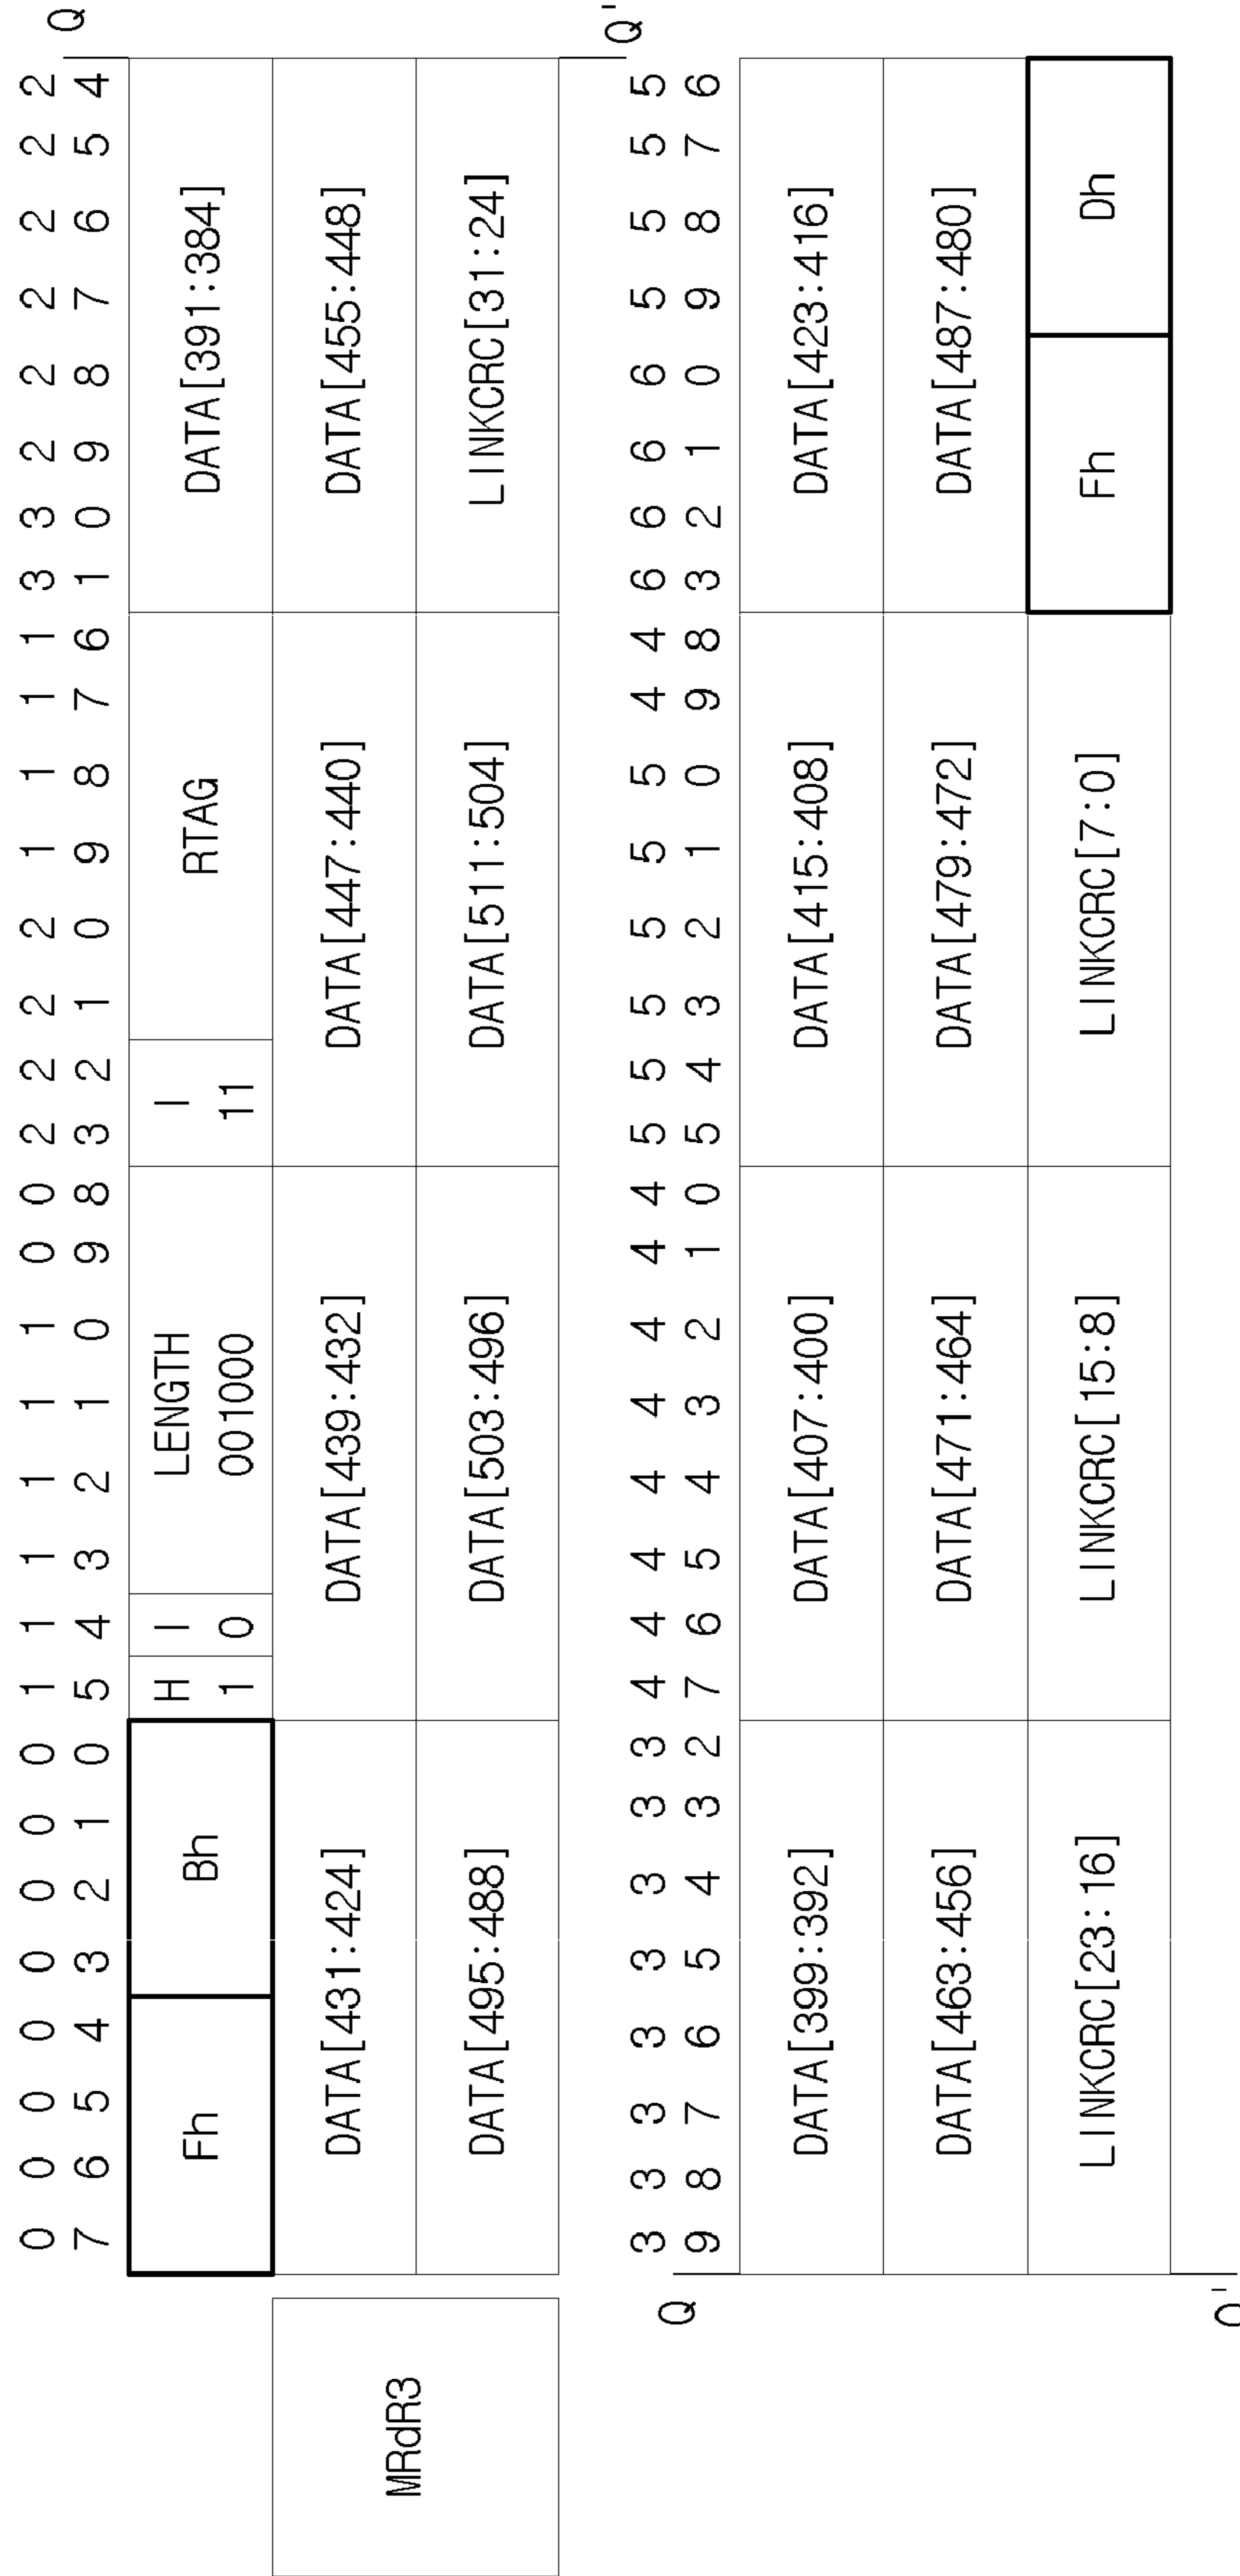 0 0 0 0 0 0 0 0 1 1 1 1 1 1 0 0 2 2 2 2 1 1 1 1 3 3 2 2 2 2 2 2
Q
7 6 5 4 3 2 1 0 5 4 3 2 1 0 9 8 3 2 1 0 9 8 7 6 1 0 9 8 7 6 5 4
Fh Bh H I LENGTH I RTAG DATA[391:384]
1 0 001000 11
MRdR3
DATA[431:424] DATA[439:432] DATA[447:440] DATA[455:448]
DATA[495:488] DATA[503:496] DATA[511:504] LINKCRC[31:24]
Q'
3 3 3 3 3 3 3 3 4 4 4 4 4 4 4 4 5 5 5 5 5 5 4 4 6 6 6 6 5 5 5 5
Q
9 8 7 6 5 4 3 2 7 6 5 4 3 2 1 0 5 4 3 2 1 0 9 8 3 2 1 0 9 8 7 6
DATA[399:392] DATA[407:400] DATA[415:408] DATA[423:416]
DATA[463:456] DATA[471:464] DATA[479:472] DATA[487:480]
LINKCRC[23:16] LINKCRC[15:8] LINKCRC[7:0] Fh Dh
Q'